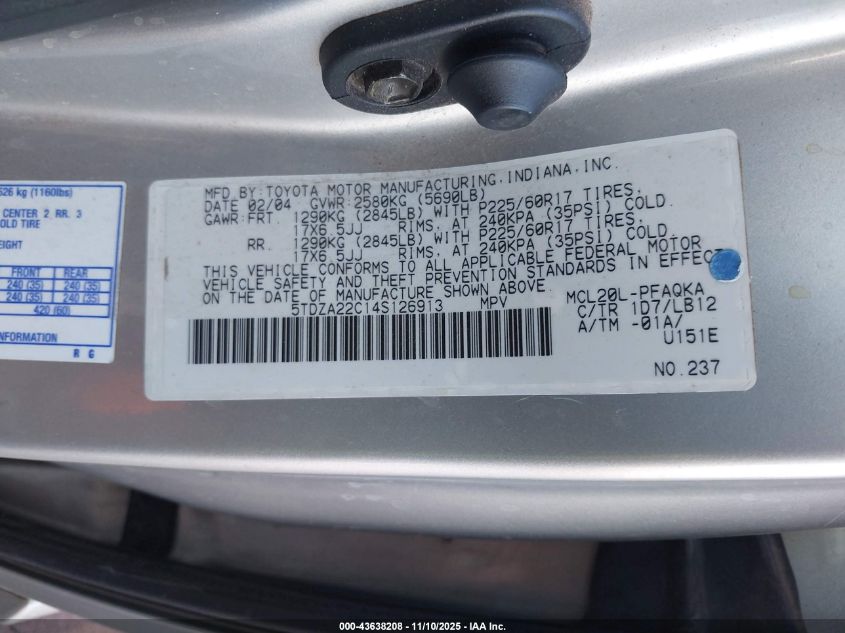 626 kg (1160lbs)
CENTER 2 RR. 3
OLD TIRE
EIGHT
FRONT REAR
240 (35) 240 (35)
240 (35) 240 (35)
420 (60)
INFORMATION
R G
MFD.BY:TOYOTA MOTOR MANUFACTURING,INDIANA,INC.
DATE 02/04 GVWR:2580KG (5690LB)
GAWR:FRT. 1290KG (2845LB) WITH P225/60R17 TIRES,
17X6.5JJ RIMS, AT 240KPA (35PSI) COLD.
RR. 1290KG (2845LB) WITH P225/60R17 TIRES,
17X6.5JJ RIMS, AT 240KPA (35PSI) COLD.
THIS VEHICLE CONFORMS TO ALL APPLICABLE FEDERAL MOTOR
VEHICLE SAFETY AND THEFT PREVENTION STANDARDS IN EFFECT
ON THE DATE OF MANUFACTURE SHOWN ABOVE.
5TDZA22C14S126913 MPV
MCL20L-PFAQKA
C/TR 1D7/LB12
A/TM -01A/
U151E
NO.237
000-43638208 - 11/10/2025 - IAA Inc.